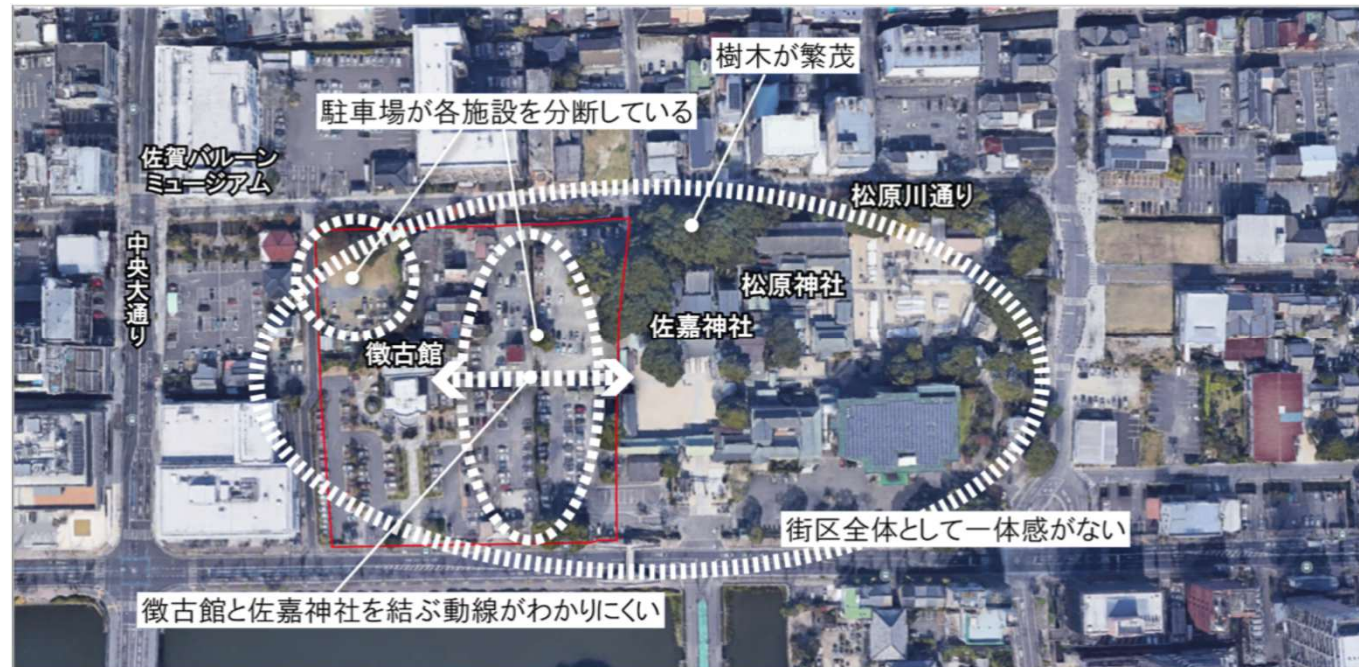 樹木が繁茂
駐車場が各施設を分断している
佐賀バルーン
ミュージアム
松原川通り
中央大通り
松原神社
佐嘉神社
徴古館
街区全体として一体感がない
徴古館と佐嘉神社を結ぶ動線がわかりにくい